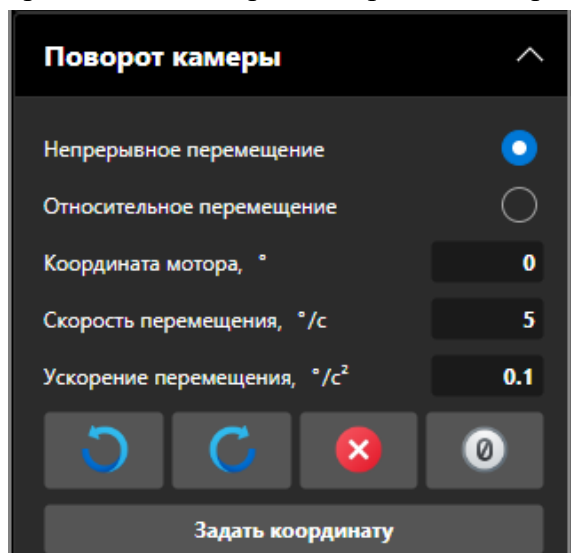 Поворот камеры
Непрерывное перемещение
Относительное перемещение
Координата мотора, ° 0
Скорость перемещения, °/с 5
Ускорение перемещения, °/с² 0.1
0
Задать координату